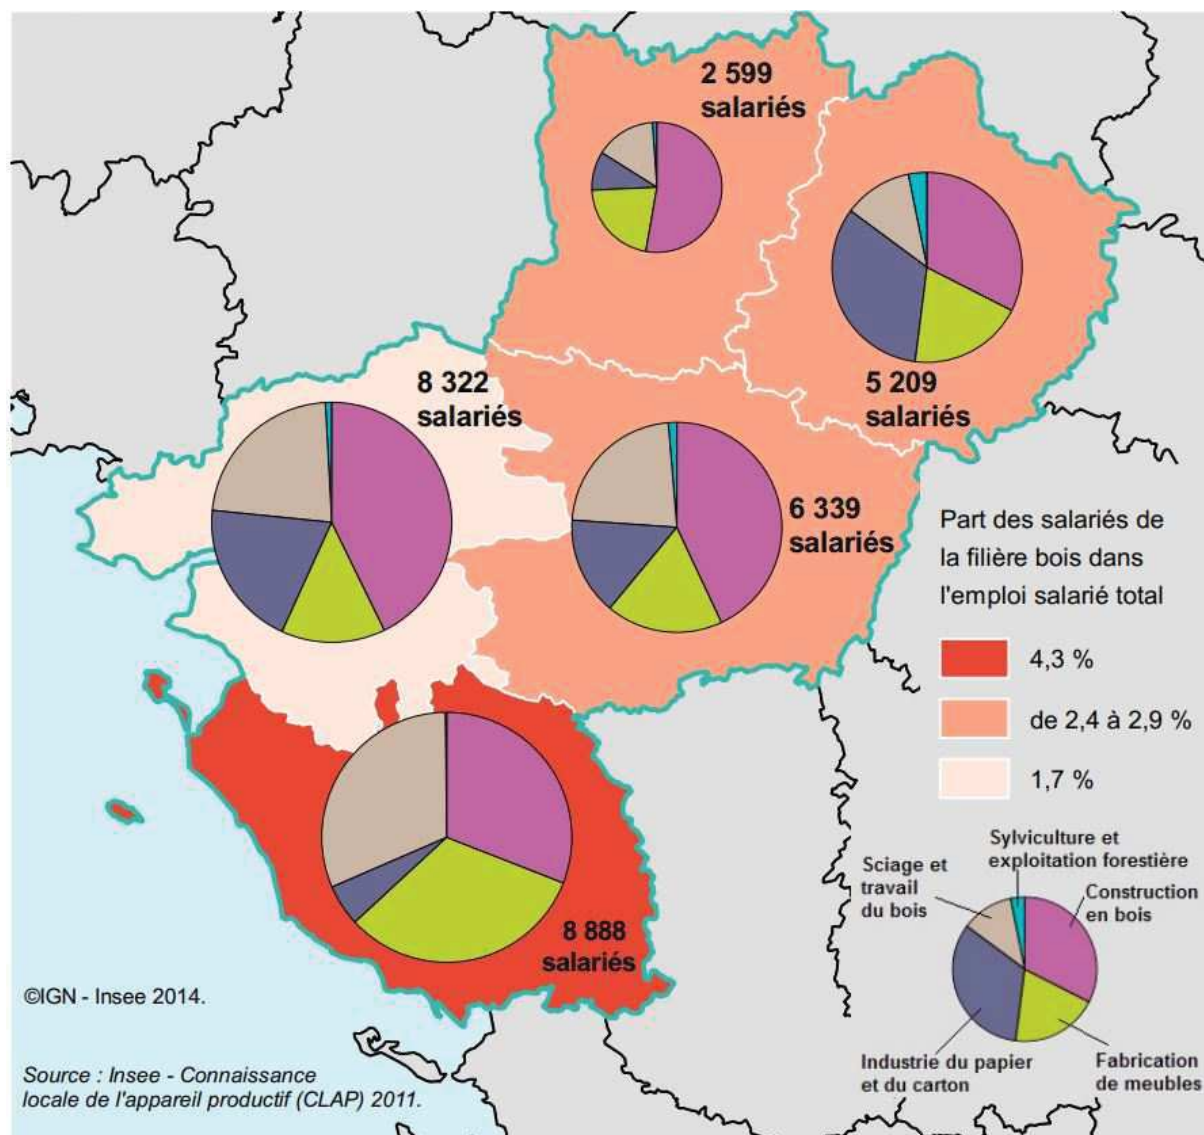 2 599
salariés
5 209
salariés
8 322
salariés
6 339
salariés
8 888
salariés
Part des salariés de
la filière bois dans
l'emploi salarié total
4,3 %
de 2,4 à 2,9 %
1,7 %
Sylviculture et
exploitation forestière
Sciage et
travail
du bois
Construction
en bois
Industrie du papier
et du carton
Fabrication
de meubles
©IGN - Insee 2014.
Source : Insee - Connaissance
locale de l'appareil productif (CLAP) 2011.